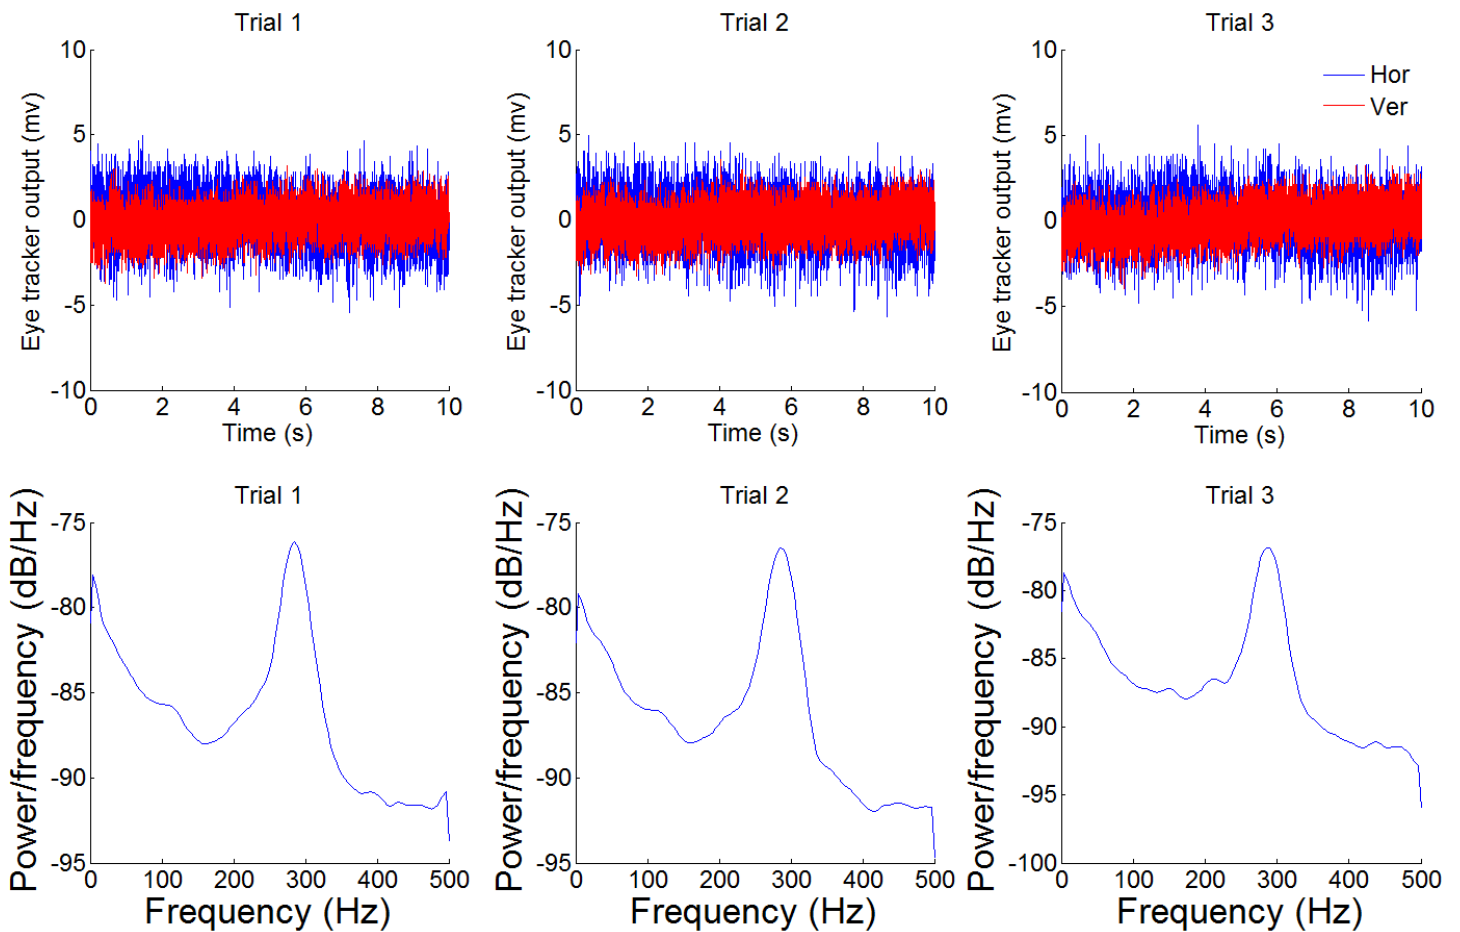 Trial 1
Trial 2
Trial 3
10
5
0
-5
-10
Eye tracker output (mv)
0 2 4 6 8 10
Time (s)
10
5
0
-5
-10
Eye tracker output (mv)
0 2 4 6 8 10
Time (s)
10
5
0
-5
-10
Eye tracker output (mv)
0 2 4 6 8 10
Time (s)
Hor
Ver
Trial 1
Trial 2
Trial 3
-75
-80
-85
-90
-95
Power/frequency (dB/Hz)
0 100 200 300 400 500
Frequency (Hz)
-75
-80
-85
-90
-95
Power/frequency (dB/Hz)
0 100 200 300 400 500
Frequency (Hz)
-75
-80
-85
-90
-95
-100
Power/frequency (dB/Hz)
0 100 200 300 400 500
Frequency (Hz)